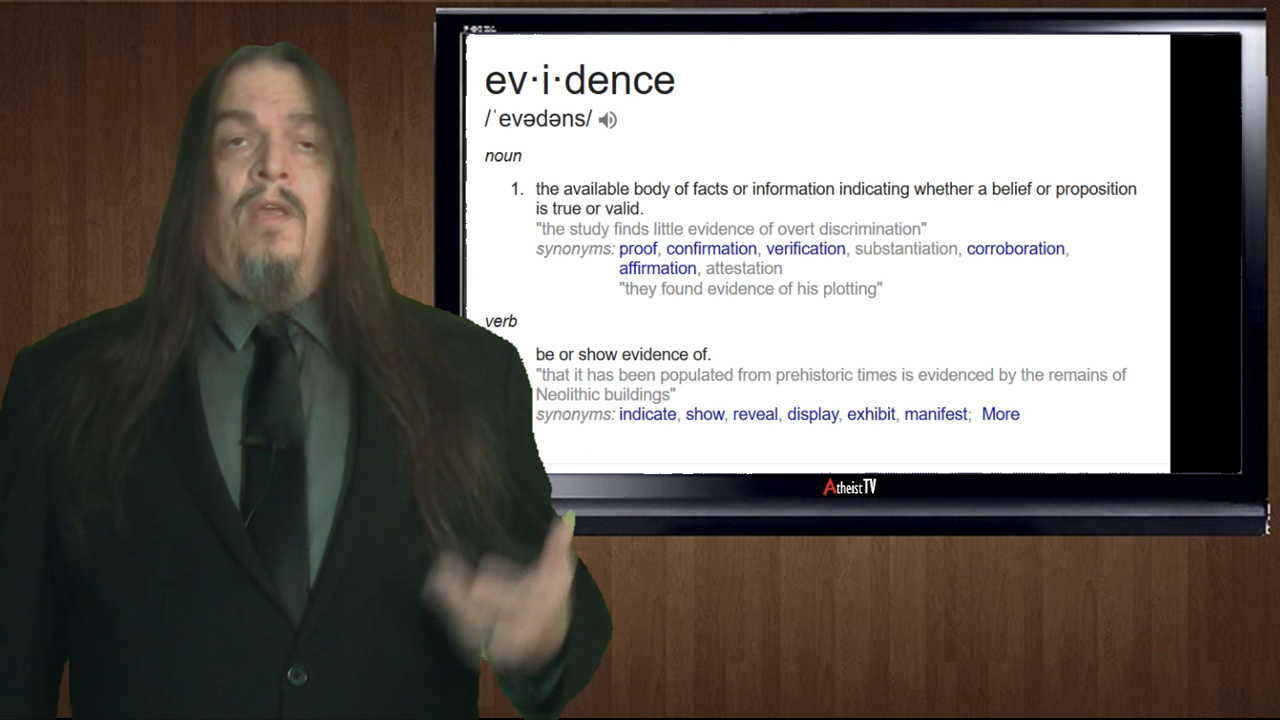 ev·i·dence
/ˈevədəns/
noun
1. the available body of facts or information indicating whether a belief or proposition
is true or valid.
"the study finds little evidence of overt discrimination"
synonyms: proof, confirmation, verification, substantiation, corroboration,
affirmation, attestation
"they found evidence of his plotting"
verb
be or show evidence of.
"that it has been populated from prehistoric times is evidenced by the remains of
Neolithic buildings"
synonyms: indicate, show, reveal, display, exhibit, manifest; More
AtheistTV